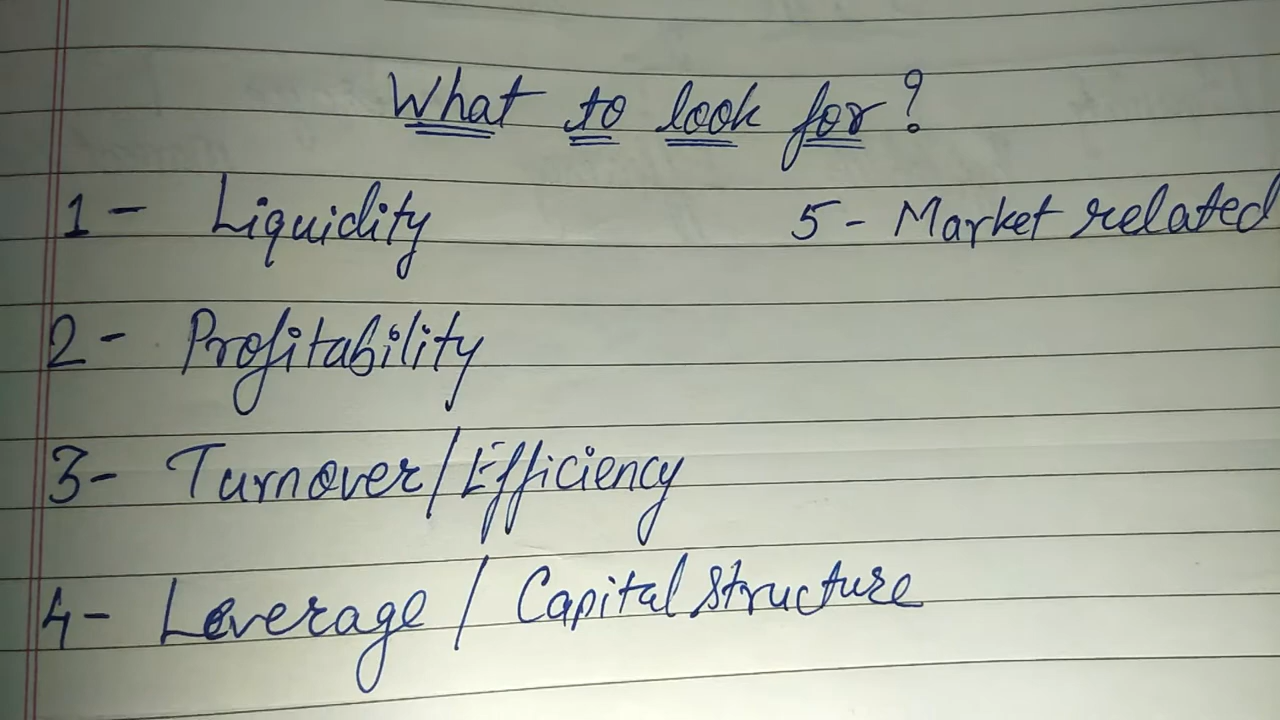 What to look for?
1- Liquidity
2- Profitability
3- Turnover/Efficiency
4- Leverage / Capital structure
5- Market related